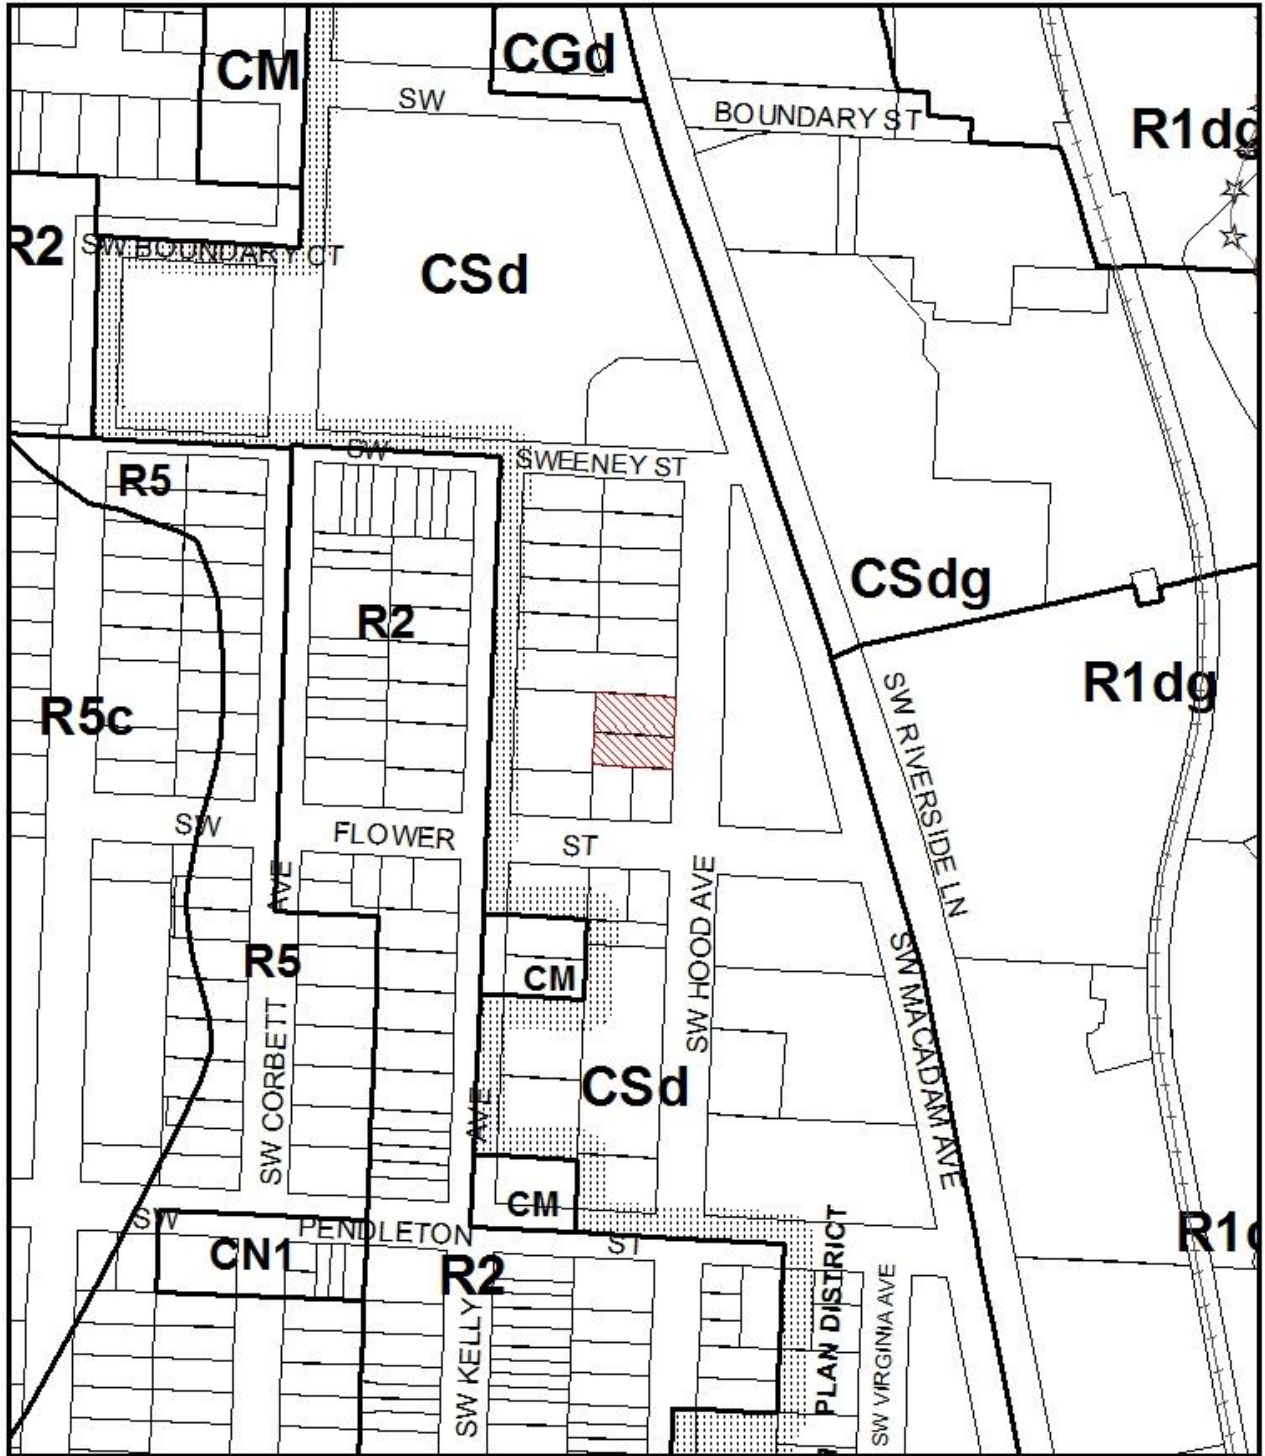 CM
CGd
SW
BOUNDARY ST
R1dg
R2
SW BOUNDARY CT
CSd
SW
SWEENEY ST
R5
CSdg
R2
R1dg
R5c
SW RIVERSIDE LN
SW
FLOWER
ST
AVE
SW HOOD AVE
R5
CM
SW MACADAM AVE
SW CORBETT
CSd
AVE
CM
SW
PENDLETON
ST
CN1
R2
R1d
PLAN DISTRICT
SW VIRGINIA AVE
SW KELLY